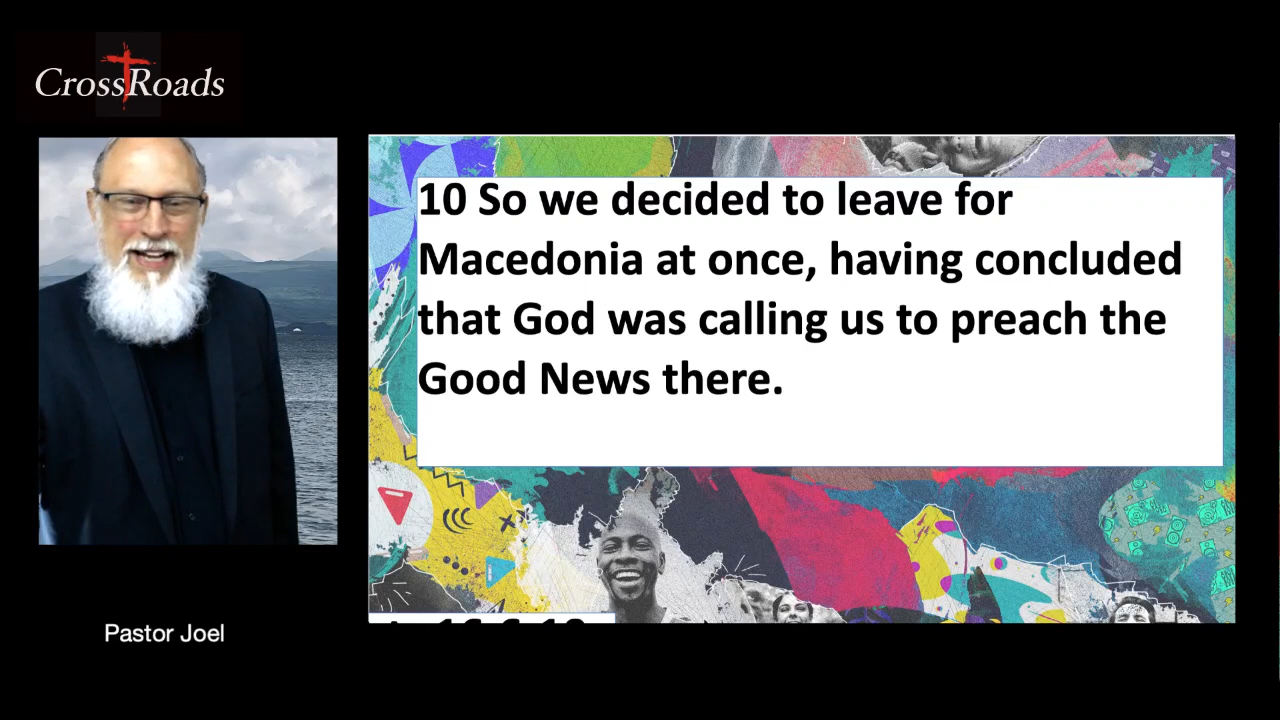 CrossRoads
10 So we decided to leave for
Macedonia at once, having concluded
that God was calling us to preach the
Good News there.
Pastor Joel